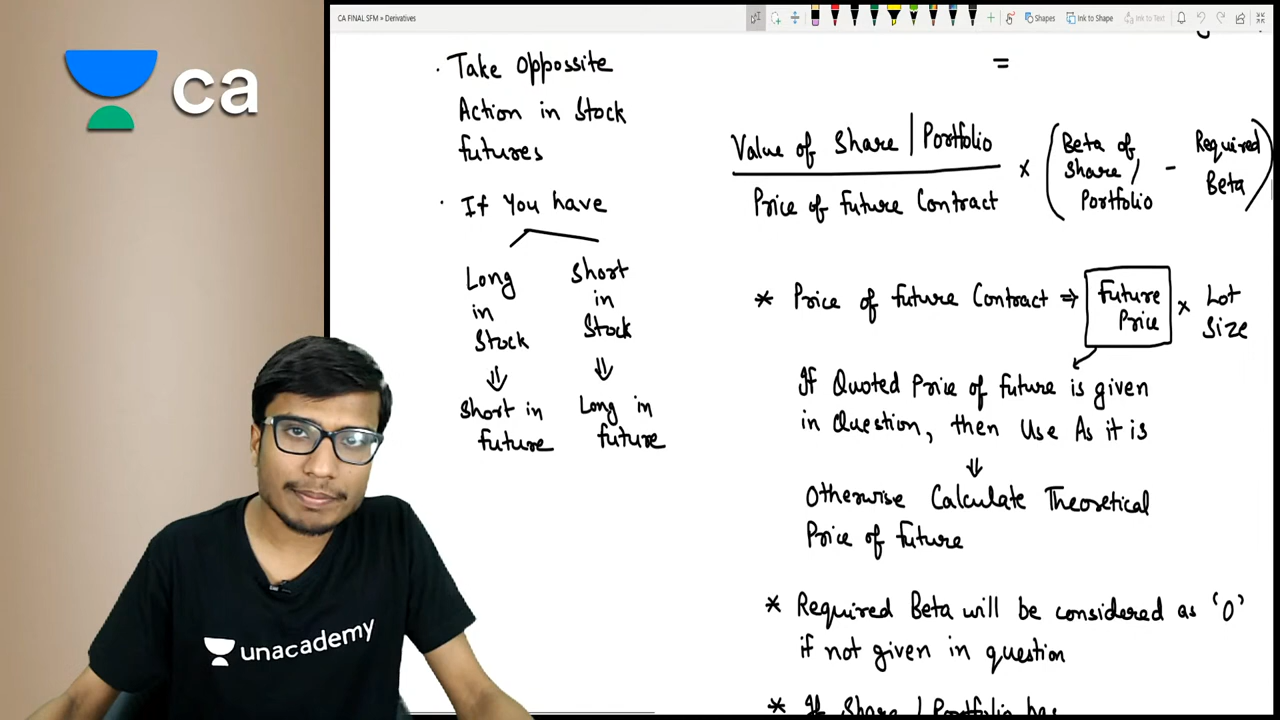 CA FINAL SFM » Derivatives
Shapes
Ink to Shape
Ink to Text
ca
· Take Oppossite
Action in Stock
futures
· If You have
Long
in
Stock
Short in
future
Short
in
Stock
Long in
future
=
Value of Share | Portfolio
Price of future Contract
×
( Beta of
Share /
Portfolio
-
Required
Beta )
* Price of future Contract ⇒ future
Price × Lot
Size
If Quoted Price of future is given
in Question, then Use As it is
Otherwise Calculate Theoretical
Price of future
* Required Beta will be considered as '0'
if not given in question
* If Share / Portfolio has
unacademy